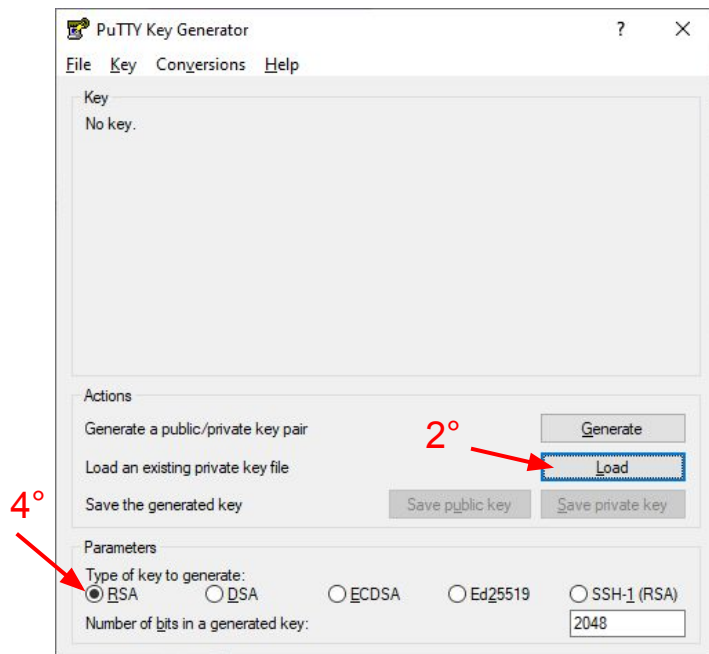 PuTTY Key Generator ?
File Key Conversions Help
Key
No key.
Actions
Generate a public/private key pair Generate
2°
Load an existing private key file Load
Save the generated key Save public key Save private key
4°
Parameters
Type of key to generate:
RSA DSA ECDSA Ed25519 SSH-1 (RSA)
Number of bits in a generated key: 2048